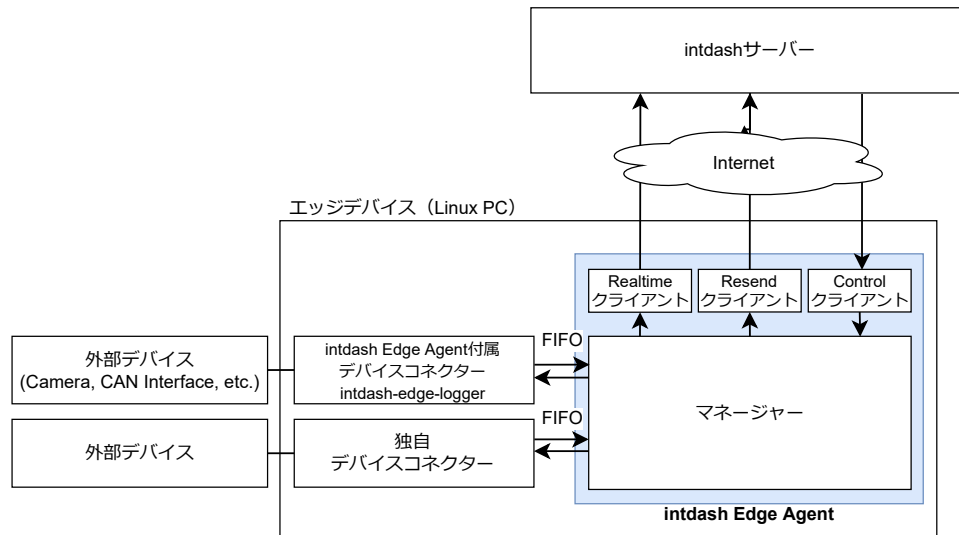 intdashサーバー
Internet
エッジデバイス（Linux PC）
Realtime
クライアント
Resend
クライアント
Control
クライアント
外部デバイス
(Camera, CAN Interface, etc.)
intdash Edge Agent付属
デバイスコネクター
intdash-edge-logger
FIFO
マネージャー
外部デバイス
独自
デバイスコネクター
FIFO
intdash Edge Agent